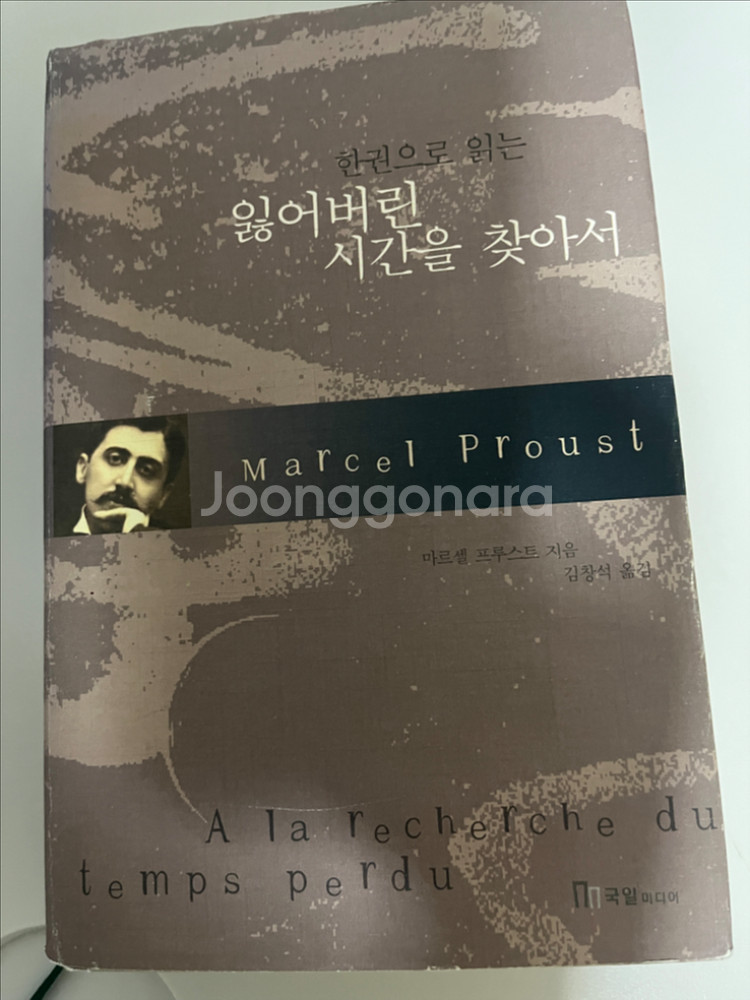 한권으로 읽는
잃어버린
시간을 찾아서
Marcel Proust
Joonggonara
마르셀 프루스트 지음
김창석 옮김
A la recherche du
temps perdu
국일미디어